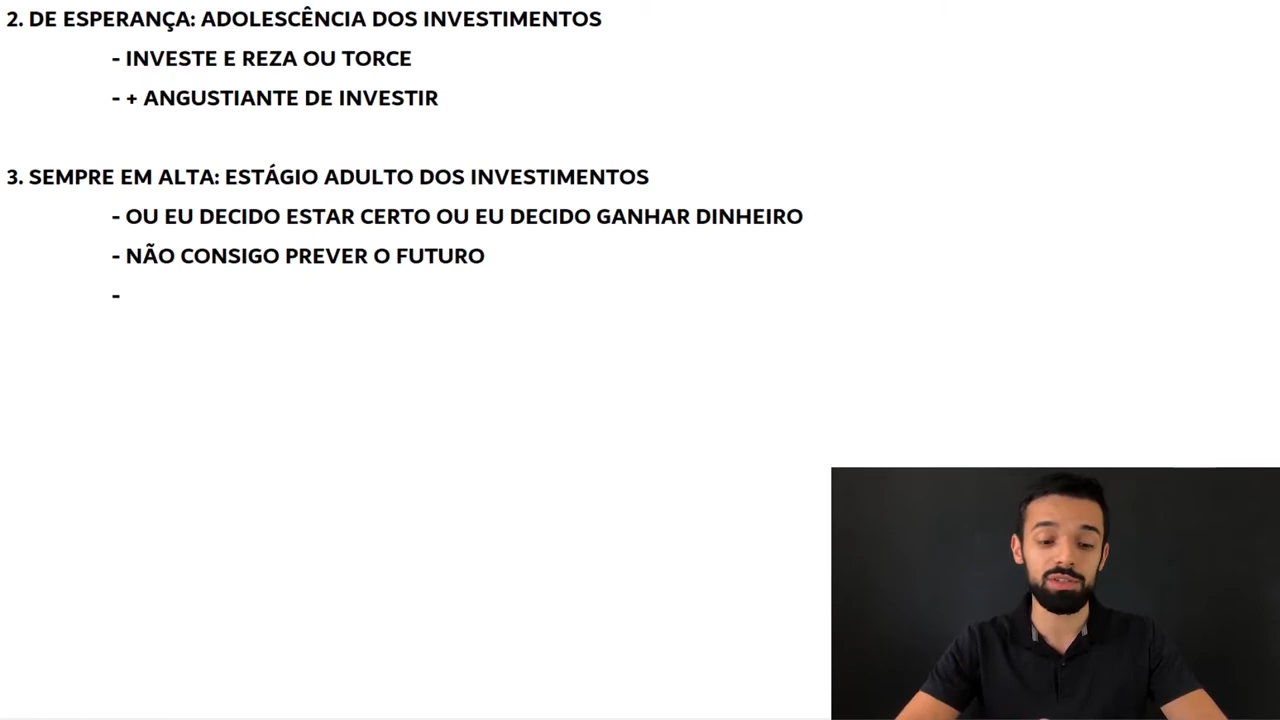 2. DE ESPERANÇA: ADOLESCÊNCIA DOS INVESTIMENTOS
- INVESTE E REZA OU TORCE
- + ANGUSTIANTE DE INVESTIR
3. SEMPRE EM ALTA: ESTÁGIO ADULTO DOS INVESTIMENTOS
- OU EU DECIDO ESTAR CERTO OU EU DECIDO GANHAR DINHEIRO
- NÃO CONSIGO PREVER O FUTURO
-